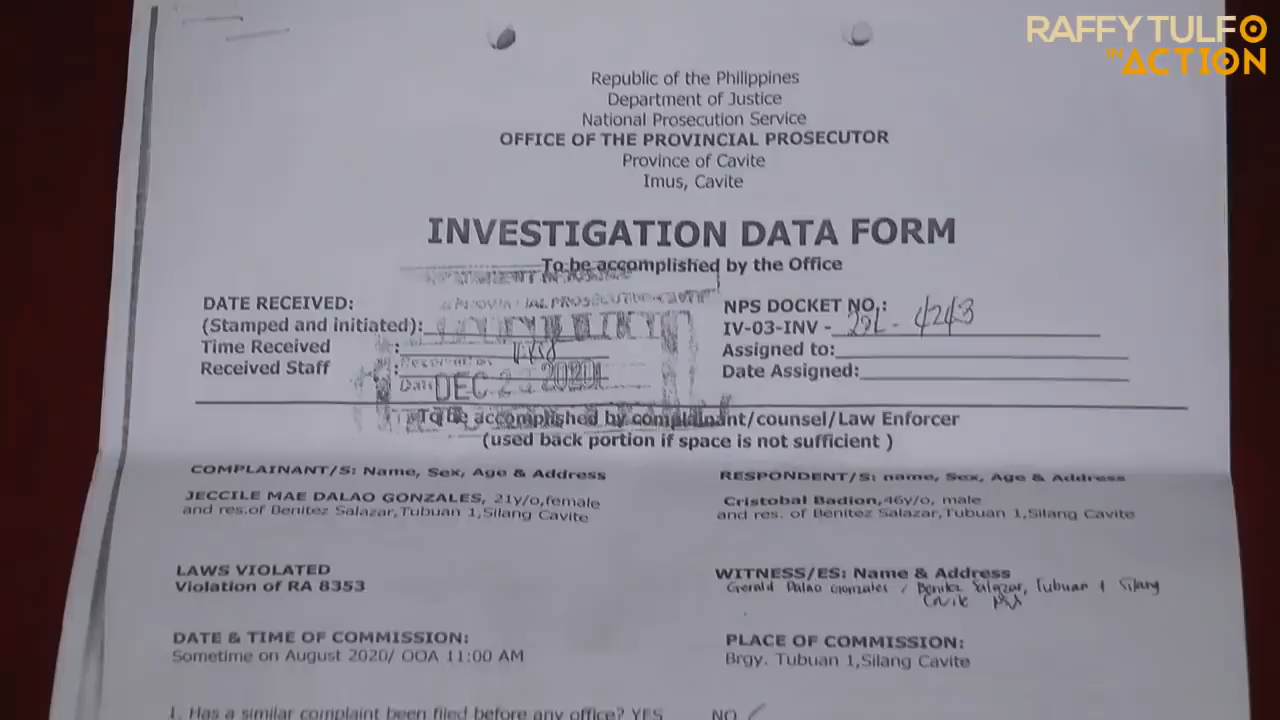 RAFFY TULFO
IN ACTION
Republic of the Philippines
Department of Justice
National Prosecution Service
OFFICE OF THE PROVINCIAL PROSECUTOR
Province of Cavite
Imus, Cavite
INVESTIGATION DATA FORM
To be accomplished by the Office
DATE RECEIVED:
(Stamped and initiated):
Time Received :
Received Staff :
Date DEC 2 2020
NPS DOCKET NO.:
IV-03-INV - 4243
Assigned to:
Date Assigned:
To be accomplished by complainant/counsel/Law Enforcer
(used back portion if space is not sufficient )
COMPLAINANT/S: Name, Sex, Age & Address
JECCILE MAE DALAO GONZALES, 21y/o,female
and res.of Benitez Salazar,Tubuan 1,Silang Cavite
RESPONDENT/S: name, Sex, Age & Address
Cristobal Badion,46y/o, male
and res. of Benitez Salazar,Tubuan 1,Silang Cavite
LAWS VIOLATED
Violation of RA 8353
WITNESS/ES: Name & Address
Gerald Dalao Gonzales / Benitez Salazar, Tubuan 1 Silang
DATE & TIME OF COMMISSION:
Sometime on August 2020/ OOA 11:00 AM
PLACE OF COMMISSION:
Brgy. Tubuan 1,Silang Cavite
1. Has a similar complaint been filed before any office? YES NO